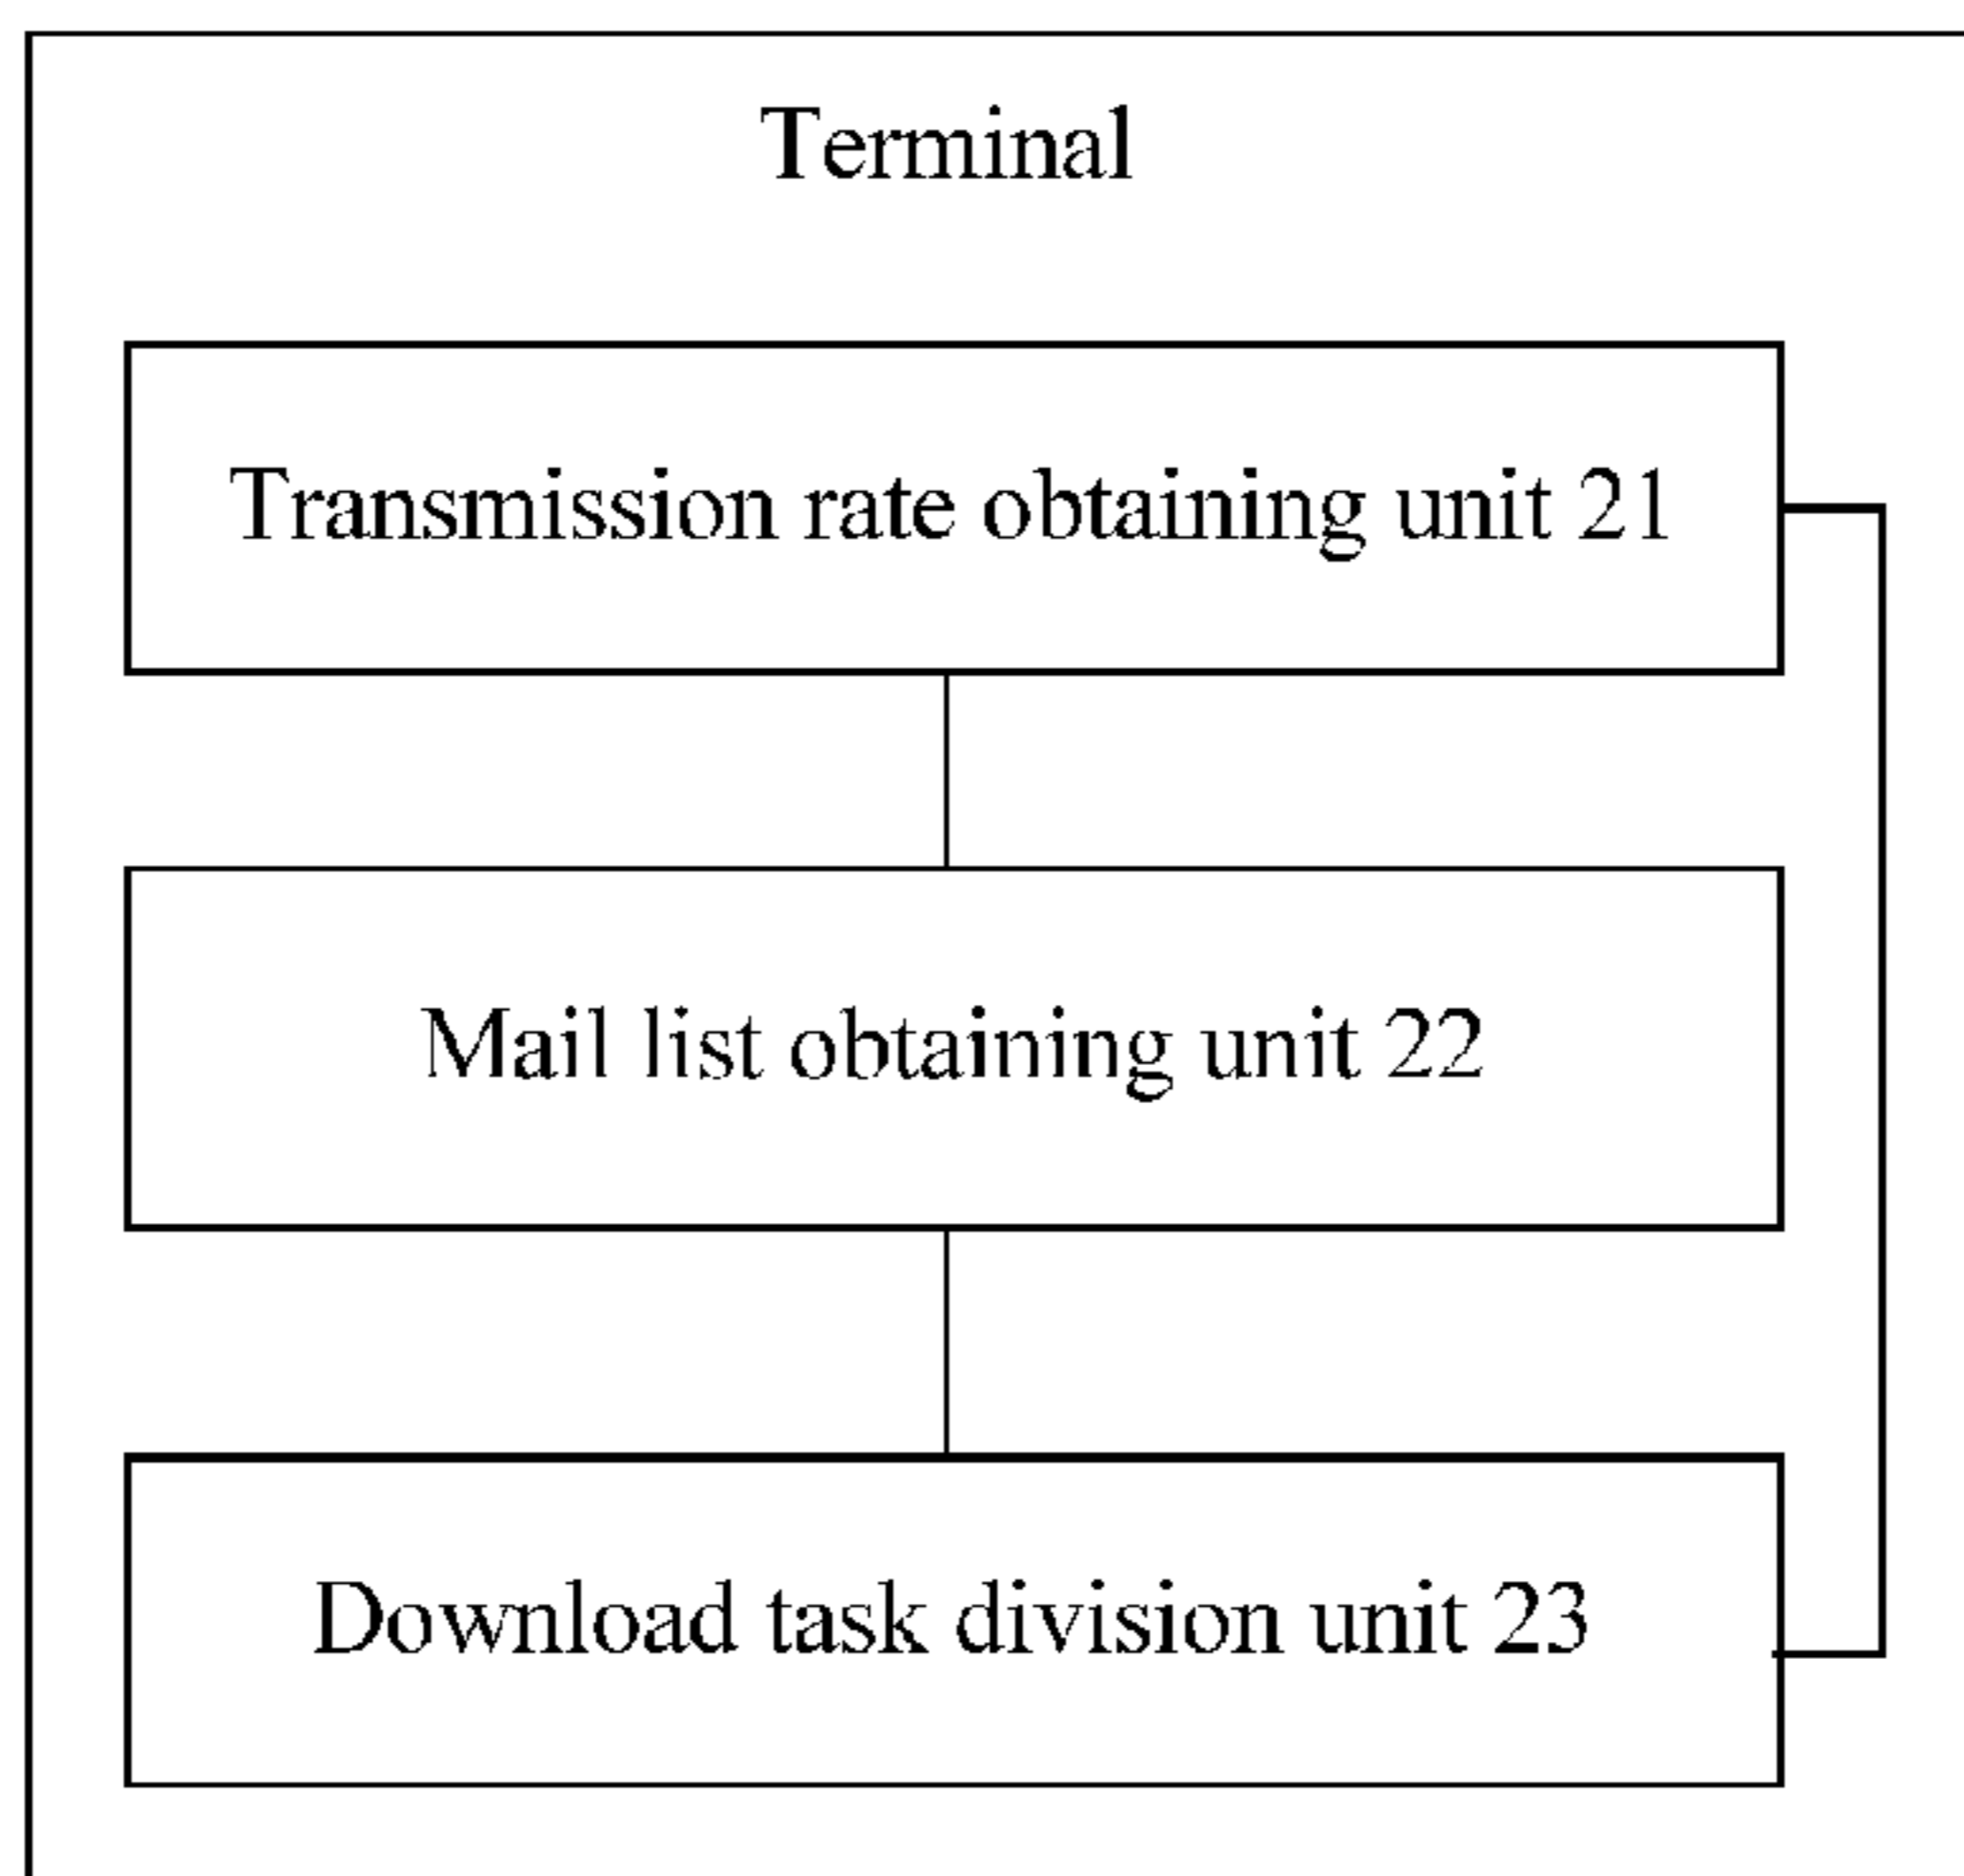 Terminal
Transmission rate obtaining unit 21
Mail list obtaining unit 22
Download task division unit 23